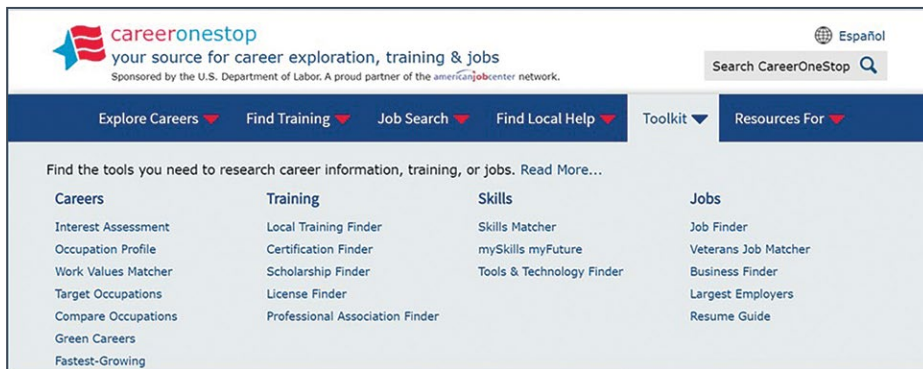 careeronestop
your source for career exploration, training & jobs
Sponsored by the U.S. Department of Labor. A proud partner of the americanjobcenter network.
Español
Search CareerOneStop
Explore Careers Find Training Job Search Find Local Help Toolkit Resources For
Find the tools you need to research career information, training, or jobs. Read More...
Careers
Interest Assessment
Occupation Profile
Work Values Matcher
Target Occupations
Compare Occupations
Green Careers
Fastest-Growing
Training
Local Training Finder
Certification Finder
Scholarship Finder
License Finder
Professional Association Finder
Skills
Skills Matcher
mySkills myFuture
Tools & Technology Finder
Jobs
Job Finder
Veterans Job Matcher
Business Finder
Largest Employers
Resume Guide